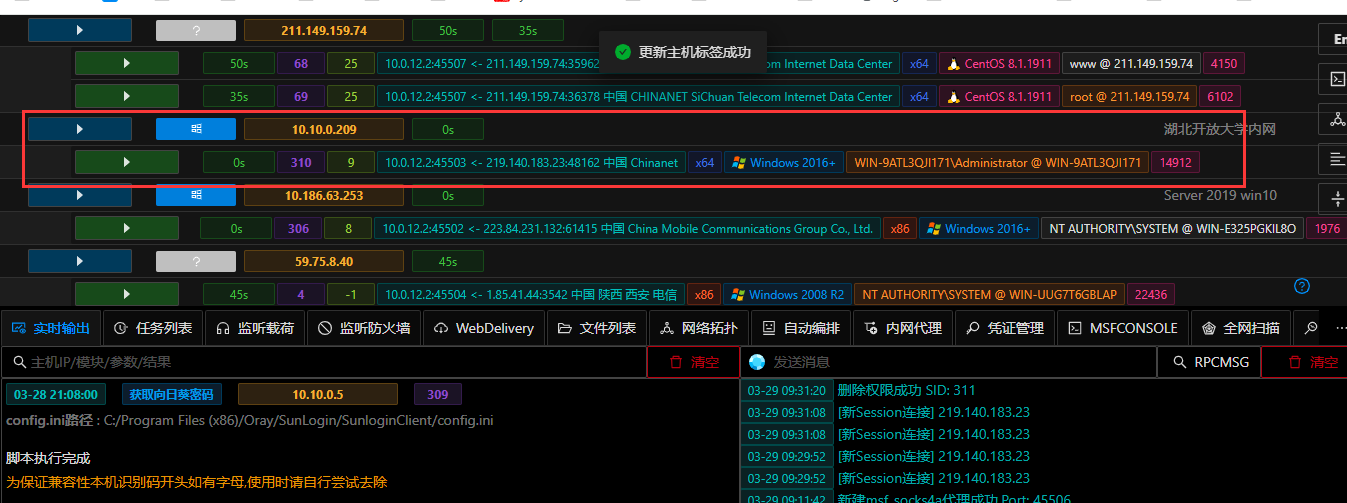 ? 211.149.159.74 50s 35s
更新主机标签成功
En
50s 68 25 10.0.12.2:45507 <- 211.149.159.74:35962 om Internet Data Center x64 CentOS 8.1.1911 www @ 211.149.159.74 4150
35s 69 25 10.0.12.2:45507 <- 211.149.159.74:36378 中国 CHINANET SiChuan Telecom Internet Data Center x64 CentOS 8.1.1911 root @ 211.149.159.74 6102
10.10.0.209 0s 湖北开放大学内网
0s 310 9 10.0.12.2:45503 <- 219.140.183.23:48162 中国 Chinanet x64 Windows 2016+ WIN-9ATL3QJI171\Administrator @ WIN-9ATL3QJI171 14912
10.186.63.253 0s Server 2019 win10
0s 306 8 10.0.12.2:45502 <- 223.84.231.132:61415 中国 China Mobile Communications Group Co., Ltd. x86 Windows 2016+ NT AUTHORITY\SYSTEM @ WIN-E325PGKIL8O 1976
? 59.75.8.40 45s
45s 4 -1 10.0.12.2:45504 <- 1.85.41.44:3542 中国 陕西 西安 电信 x86 Windows 2008 R2 NT AUTHORITY\SYSTEM @ WIN-UUG7T6GBLAP 22436
实时输出 任务列表 监听载荷 监听防火墙 WebDelivery 文件列表 网络拓扑 自动编排 内网代理 凭证管理 MSFCONSOLE 全网扫描 ...
主机IP/模块/参数/结果 清空
03-28 21:08:00 获取向日葵密码 10.10.0.5 309
config.ini路径 : C:/Program Files (x86)/Oray/SunLogin/SunloginClient/config.ini
脚本执行完成
为保证兼容性本机识别码开头如有字母,使用时请自行尝试去除
发送消息 RPCMSG 清空
03-29 09:31:20 删除权限成功 SID: 311
03-29 09:31:08 [新Session连接] 219.140.183.23
03-29 09:31:08 [新Session连接] 219.140.183.23
03-29 09:29:52 [新Session连接] 219.140.183.23
03-29 09:29:52 [新Session连接] 219.140.183.23
03-29 09:11:42 新建msf_socks4a代理成功 Port: 45506